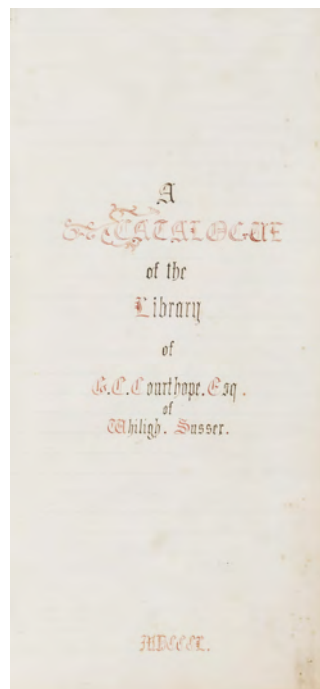 A
CATALOGUE
of the
Library
of
G.C.Courthope.Esq.
of
Whiligh. Sussex.
MDCCCL.